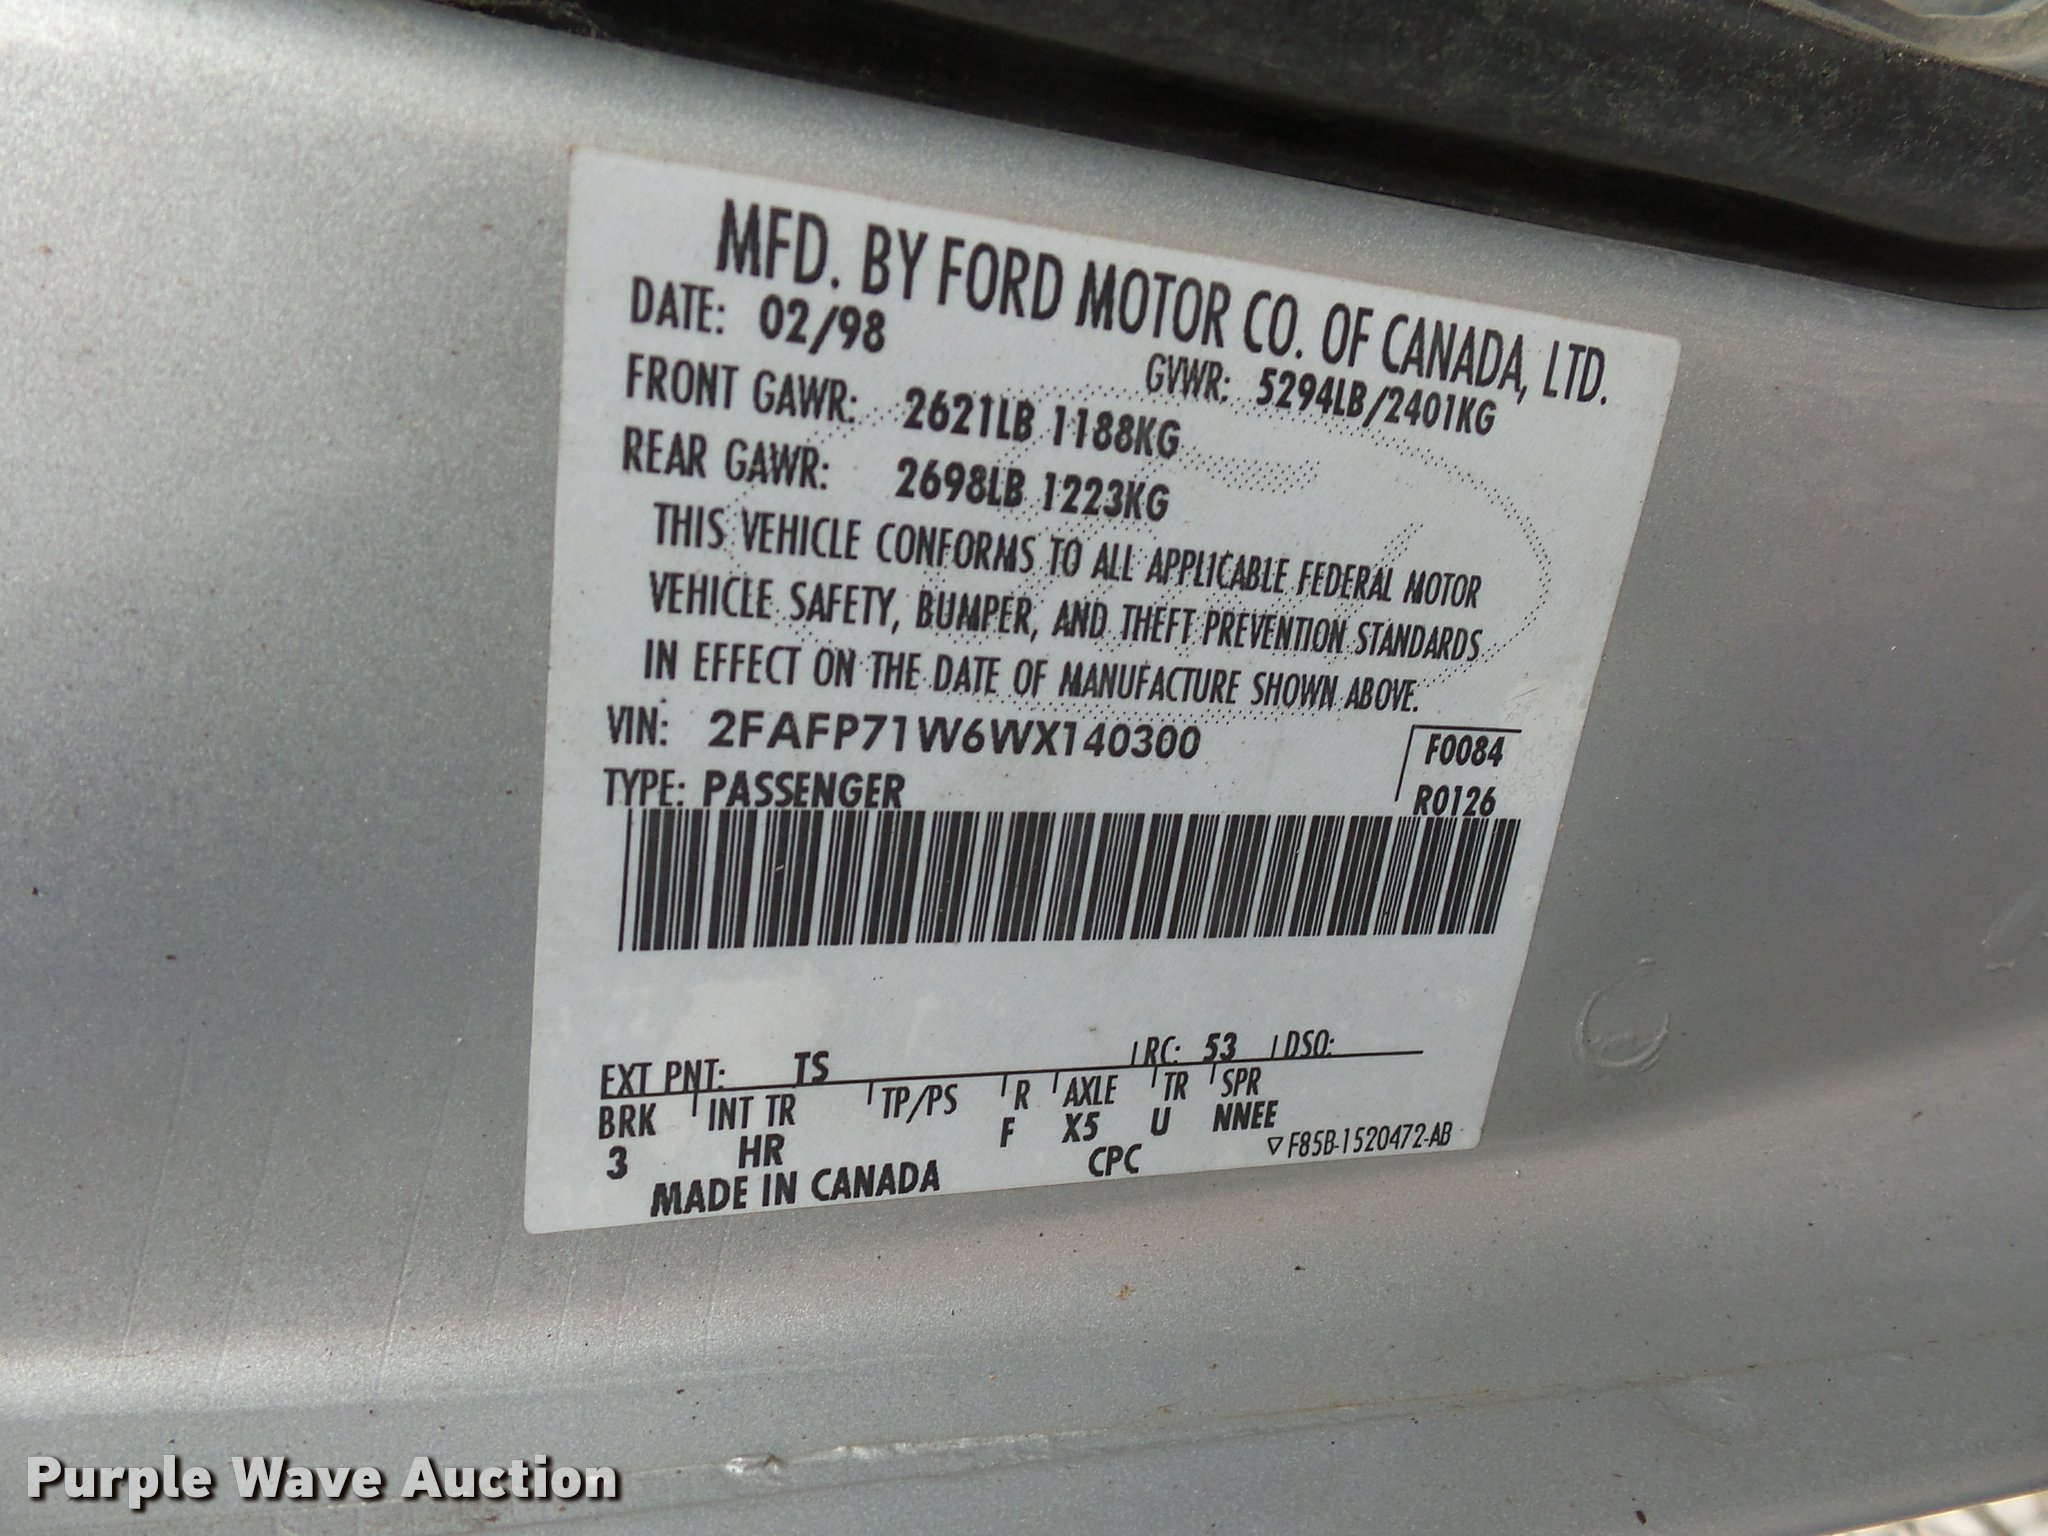 MFD. BY FORD MOTOR CO. OF CANADA, LTD.
DATE: 02/98
GVWR: 5294LB/2401KG
FRONT GAWR: 2621LB 1188KG
REAR GAWR: 2698LB 1223KG
THIS VEHICLE CONFORMS TO ALL APPLICABLE FEDERAL MOTOR
VEHICLE SAFETY, BUMPER, AND THEFT PREVENTION STANDARDS
IN EFFECT ON THE DATE OF MANUFACTURE SHOWN ABOVE.
VIN: 2FAFP71W6WX140300
F0084
TYPE: PASSENGER
R0126
EXT PNT: TS RC: 53 DSO:
BRK INT TR TP/PS R AXLE TR SPR
3 HR F X5 U NNEE
MADE IN CANADA CPC ▽F85B-1520472-AB
Purple Wave Auction